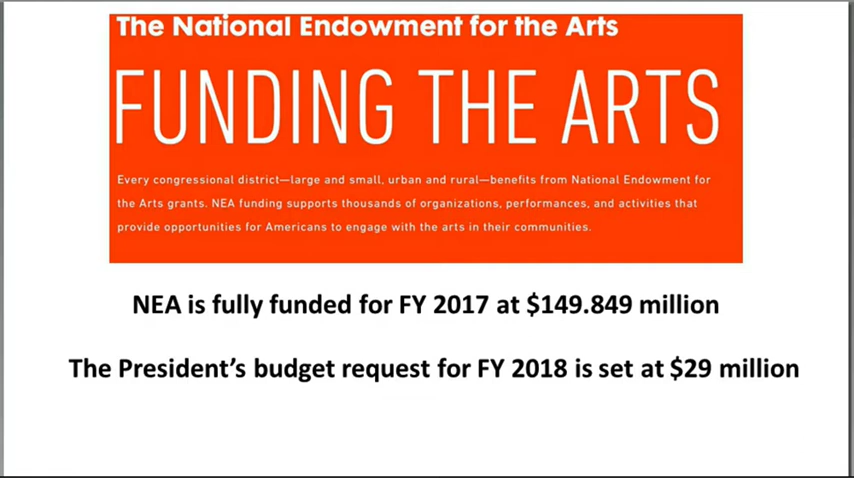 The National Endowment for the Arts
FUNDING THE ARTS
Every congressional district—large and small, urban and rural—benefits from National Endowment for
the Arts grants. NEA funding supports thousands of organizations, performances, and activities that
provide opportunities for Americans to engage with the arts in their communities.
NEA is fully funded for FY 2017 at $149.849 million
The President’s budget request for FY 2018 is set at $29 million